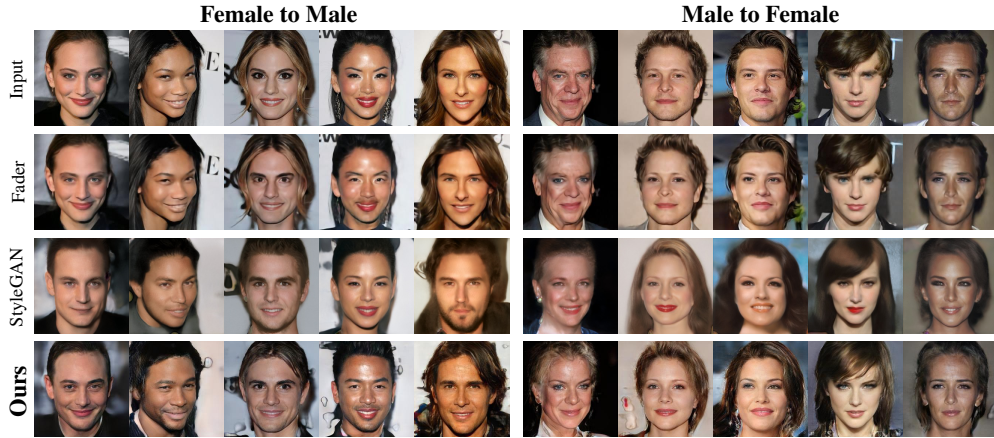 Female to Male
Male to Female
Input
Fader
StyleGAN
Ours